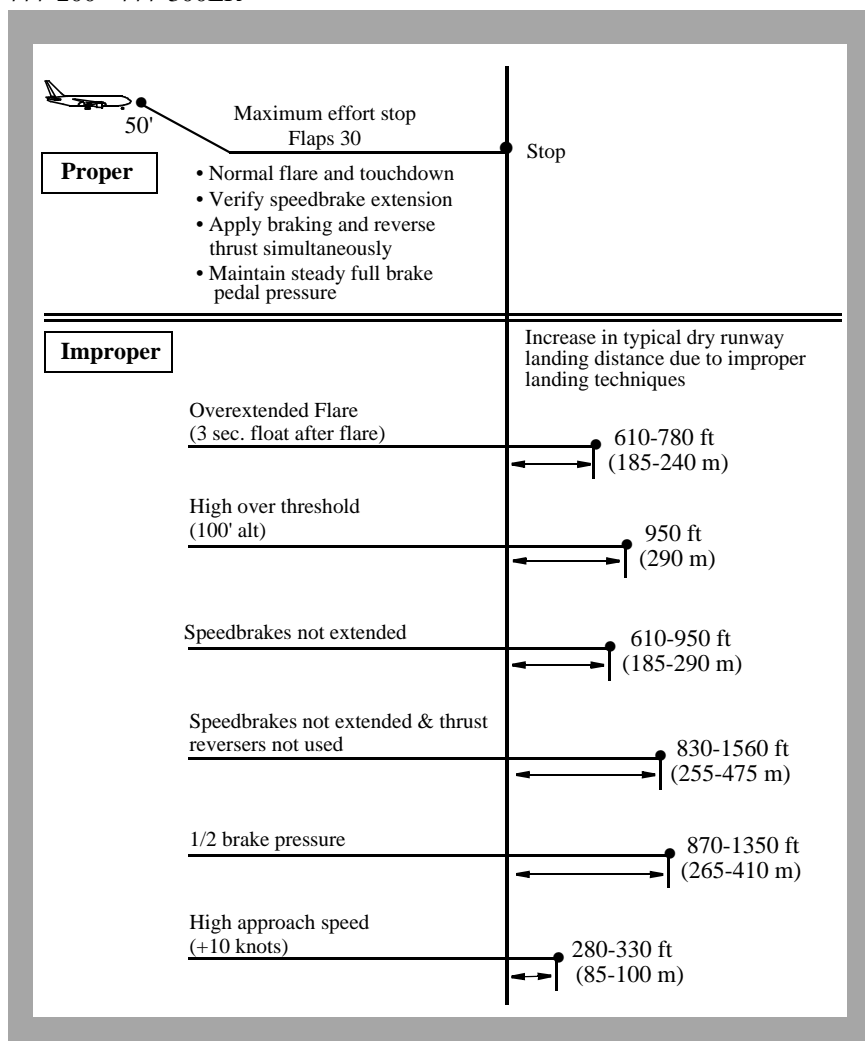 Maximum effort stop
50'
Flaps 30
Stop
Proper
• Normal flare and touchdown
• Verify speedbrake extension
• Apply braking and reverse
thrust simultaneously
• Maintain steady full brake
pedal pressure
Improper
Increase in typical dry runway
landing distance due to improper
landing techniques
Overextended Flare
(3 sec. float after flare)
610-780 ft
(185-240 m)
High over threshold
(100' alt)
950 ft
(290 m)
Speedbrakes not extended
610-950 ft
(185-290 m)
Speedbrakes not extended & thrust
reversers not used
830-1560 ft
(255-475 m)
1/2 brake pressure
870-1350 ft
(265-410 m)
High approach speed
(+10 knots)
280-330 ft
(85-100 m)